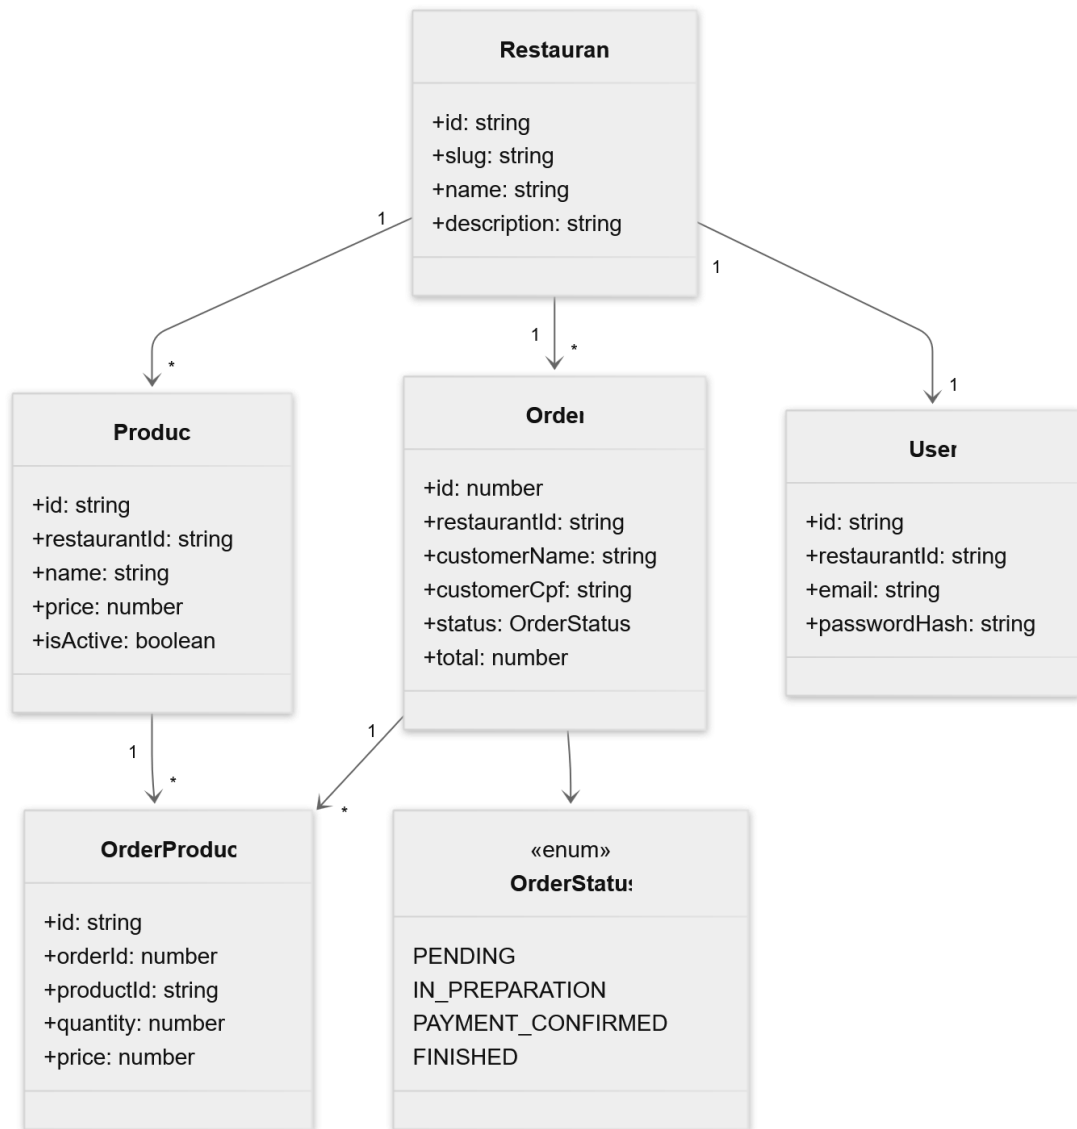 Restauran
+id: string
+slug: string
+name: string
+description: string
1
1
1
*
*
1
Produc
+id: string
+restaurantId: string
+name: string
+price: number
+isActive: boolean
Order
+id: number
+restaurantId: string
+customerName: string
+customerCpf: string
+status: OrderStatus
+total: number
User
+id: string
+restaurantId: string
+email: string
+passwordHash: string
1
*
1
*
OrderProduc
+id: string
+orderId: number
+productId: string
+quantity: number
+price: number
«enum»
OrderStatus
PENDING
IN_PREPARATION
PAYMENT_CONFIRMED
FINISHED